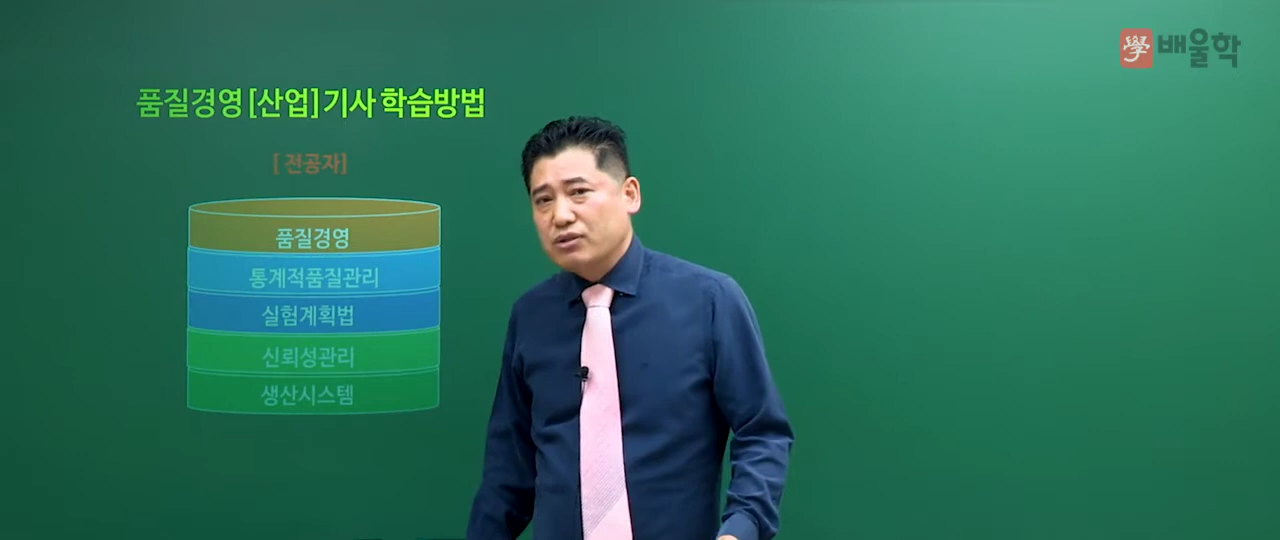 學 배울학
품질경영 [산업] 기사 학습방법
[ 전공자]
품질경영
통계적품질관리
실험계획법
신뢰성관리
생산시스템